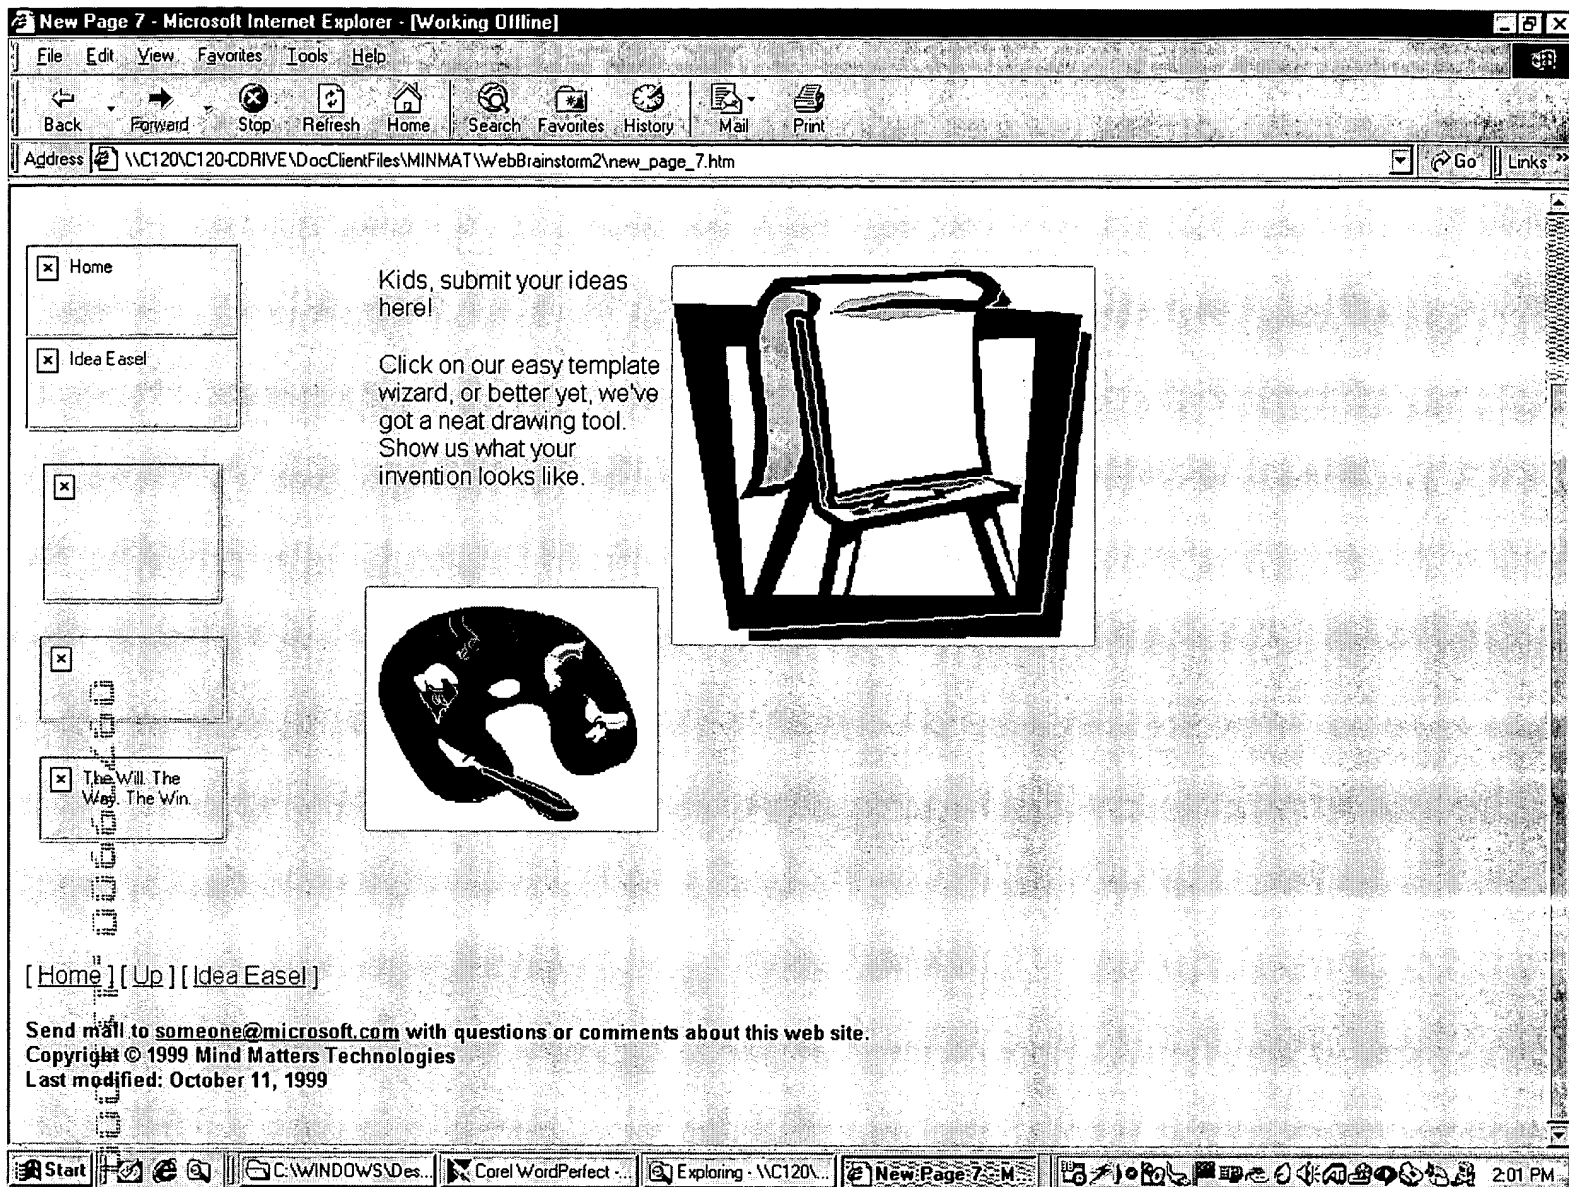 New Page 7 - Microsoft Internet Explorer - [Working Offline]
File Edit View Favorites Tools Help
Back Forward Stop Refresh Home Search Favorites History Mail Print
Address \\C120\C120-CDRIVE\DocClientFiles\MINMAT\WebBrainstorm2\new_page_7.htm Go Links »
Home
Idea Easel
Kids, submit your ideas
here!
Click on our easy template
wizard, or better yet, we've
got a neat drawing tool.
Show us what your
invention looks like.
The Will. The
Way. The Win.
[ Home ] [ Up ] [ Idea Easel ]
Send mail to someone@microsoft.com with questions or comments about this web site.
Copyright © 1999 Mind Matters Technologies
Last modified: October 11, 1999
Start C:\WINDOWS\Des... Corel WordPerfect -... Exploring - \\C120\... New Page 7 - M... 2:01 PM